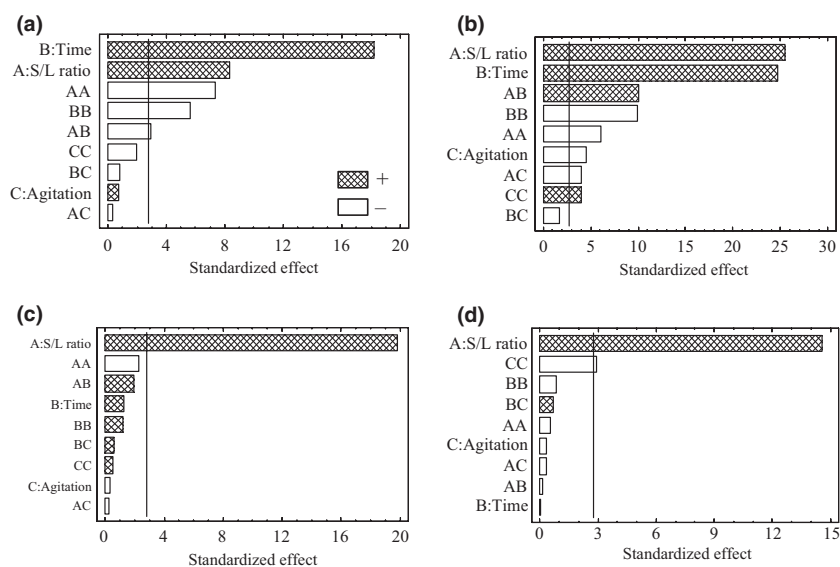 (a)
B:Time
A:S/L ratio
AA
BB
AB
CC
BC
C:Agitation
AC
+
–
0 4 8 12 16 20
Standardized effect
(b)
A:S/L ratio
B:Time
AB
BB
AA
C:Agitation
AC
CC
BC
0 5 10 15 20 25 30
Standardized effect
(c)
A:S/L ratio
AA
AB
B:Time
BB
BC
CC
C:Agitation
AC
0 4 8 12 16 20
Standardized effect
(d)
A:S/L ratio
CC
BB
BC
AA
C:Agitation
AC
AB
B:Time
0 3 6 9 12 15
Standardized effect